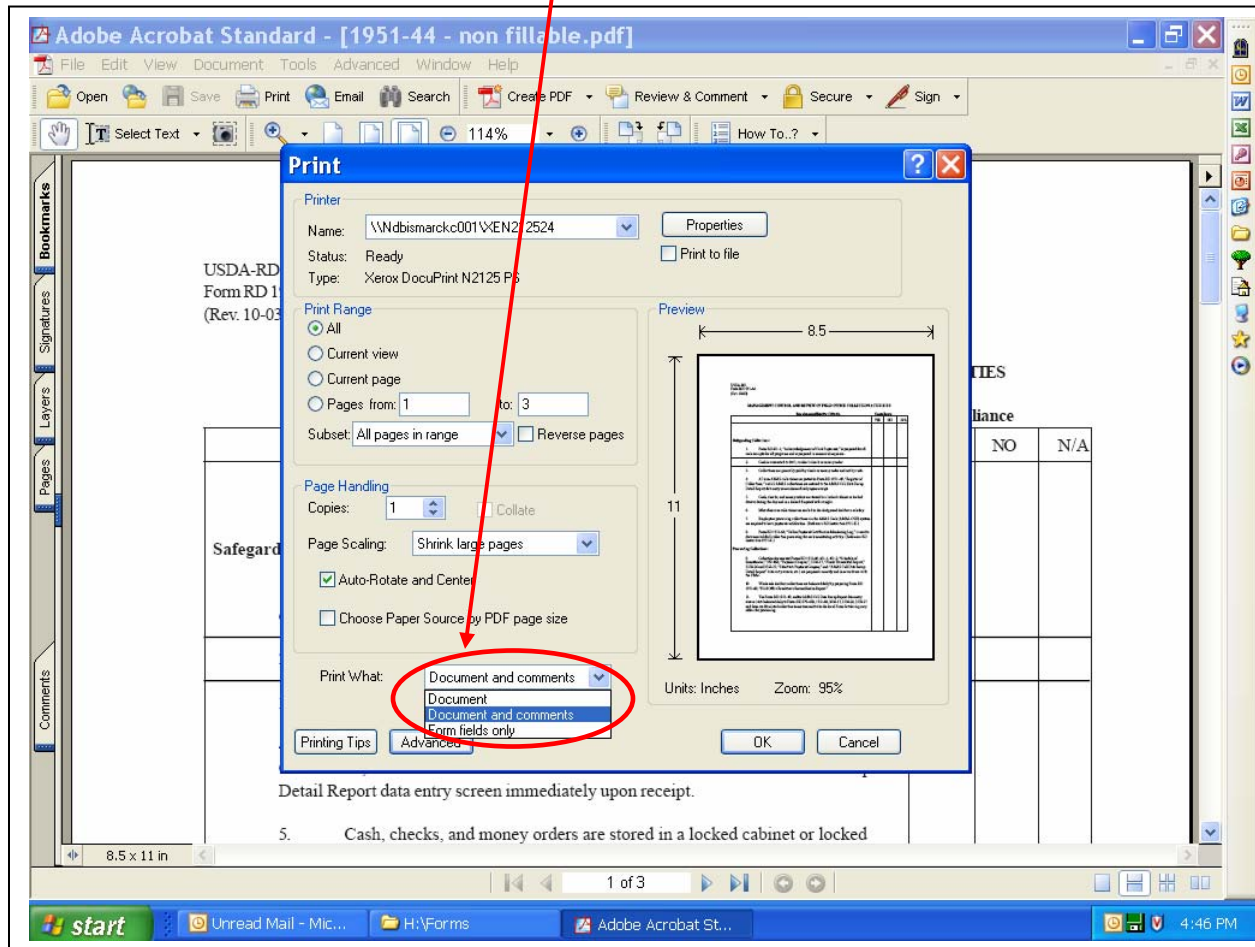 Adobe Acrobat Standard - [1951-44 - non fillable.pdf]
File Edit View Document Tools Advanced Window Help
Open Save Print Email Search Create PDF Review & Comment Secure Sign
Select Text 114% How To..?
Print
Printer
Name: \\Ndbismarckc001\XEN2 2524 Properties
Status: Ready Print to file
Type: Xerox DocuPrint N2125 PS
Print Range
All
Current view
Current page
Pages from: 1 to: 3
Subset: All pages in range Reverse pages
Page Handling
Copies: 1 Collate
Page Scaling: Shrink large pages
Auto-Rotate and Center
Choose Paper Source by PDF page size
Print What: Document and comments
Document
Document and comments
Form fields only
Printing Tips Advanced
Preview
8.5
11
Units: Inches Zoom: 95%
OK Cancel
Bookmarks
Signatures
Layers
Pages
Comments
USDA-RD
Form RD 1
(Rev. 10-03
TIES
liance
NO N/A
Safegard
Detail Report data entry screen immediately upon receipt.
5. Cash, checks, and money orders are stored in a locked cabinet or locked
8.5 x 11 in
1 of 3
start Unread Mail - Mic... H:\Forms Adobe Acrobat St... 4:46 PM